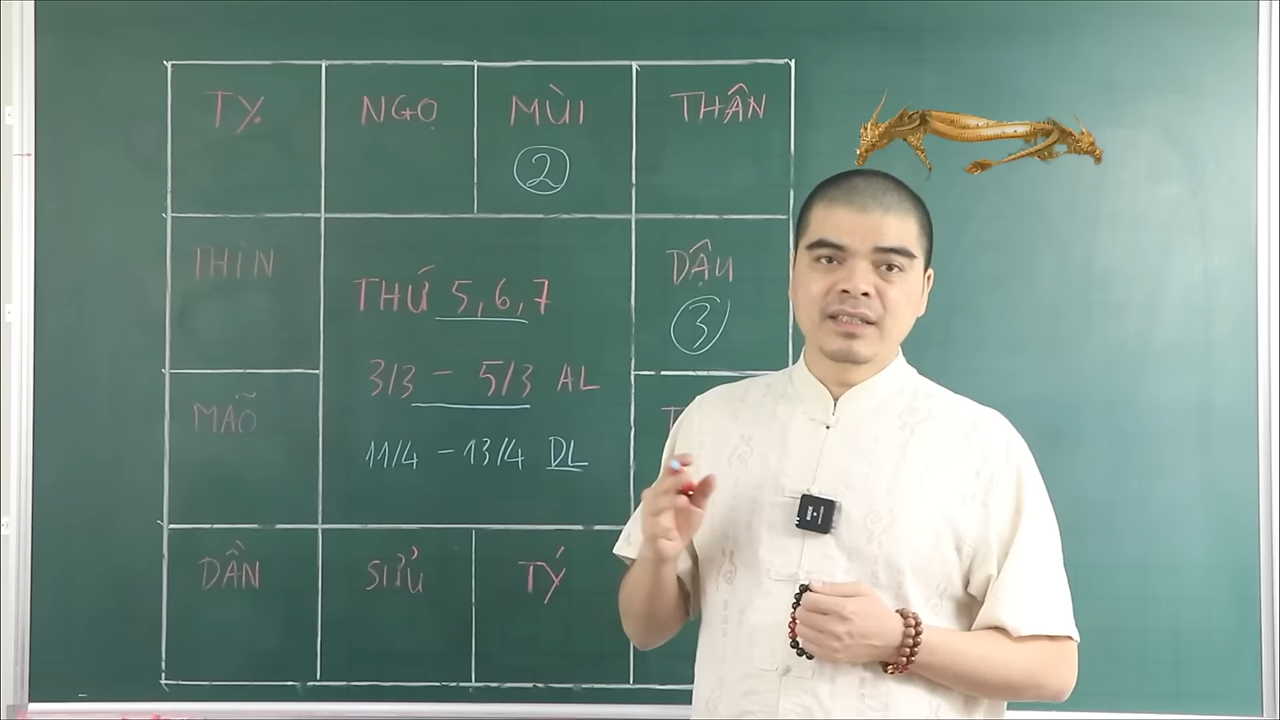 TỴ NGỌ MÙI THÂN
2
THÌN DẬU
THỨ 5, 6, 7
3
3/3 - 5/3 AL
MÃO
11/4 - 13/4 DL
DẦN SỬU TÝ